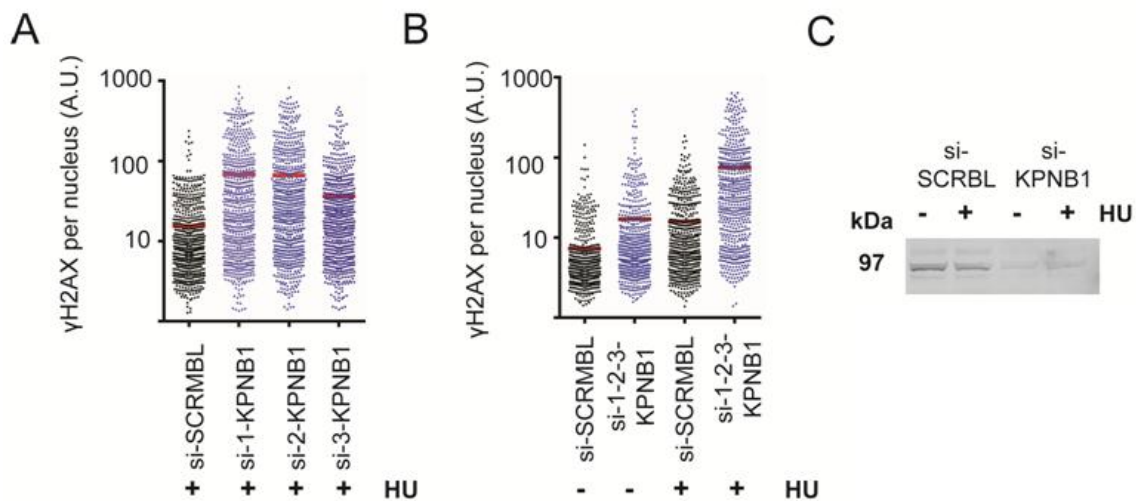 A
γH2AX per nucleus (A.U.)
1000
100
10
si-SCRMBL
si-1-KPNB1
si-2-KPNB1
si-3-KPNB1
+ + + + HU
B
γH2AX per nucleus (A.U.)
1000
100
10
si-SCRMBL
si-1-2-3-
KPNB1
si-SCRMBL
si-1-2-3-
KPNB1
- - + + HU
C
si-
SCRBL
si-
KPNB1
kDa
- + - + HU
97